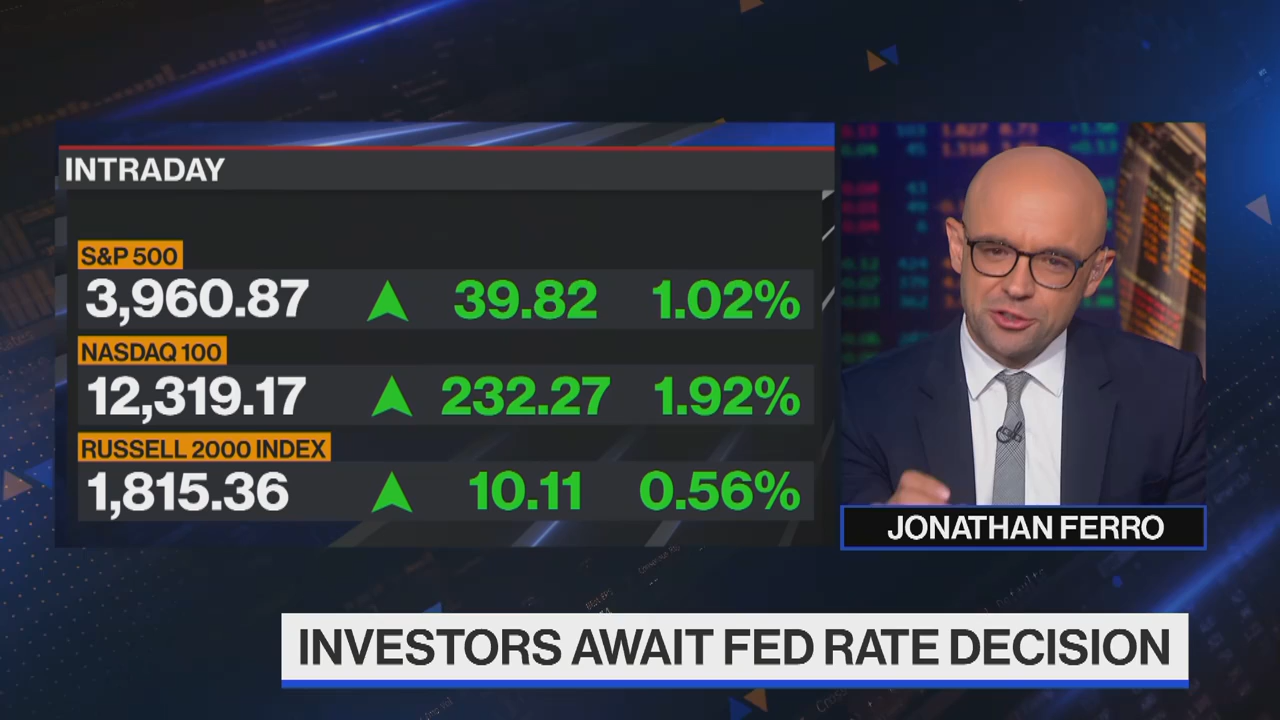 INTRADAY
S&P 500
3,960.87 ▲ 39.82 1.02%
NASDAQ 100
12,319.17 ▲ 232.27 1.92%
RUSSELL 2000 INDEX
1,815.36 ▲ 10.11 0.56%
JONATHAN FERRO
INVESTORS AWAIT FED RATE DECISION